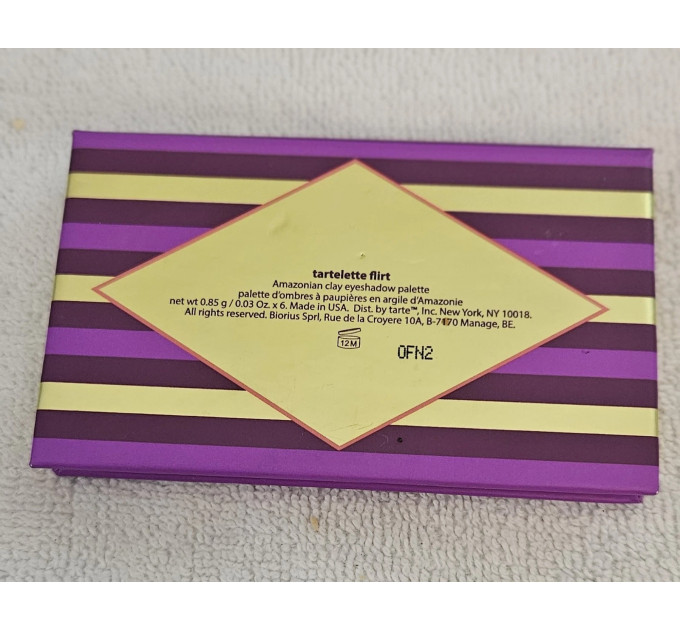 tartelette flirt
Amazonian clay eyeshadow palette
palette d'ombres à paupières en argile d'Amazonie
net wt 0.85 g / 0.03 Oz. x 6. Made in USA. Dist. by tarte™, Inc. New York, NY 10018.
All rights reserved. Biorius Sprl, Rue de la Croyere 10A, B-7170 Manage, BE.
12 M
OFN2